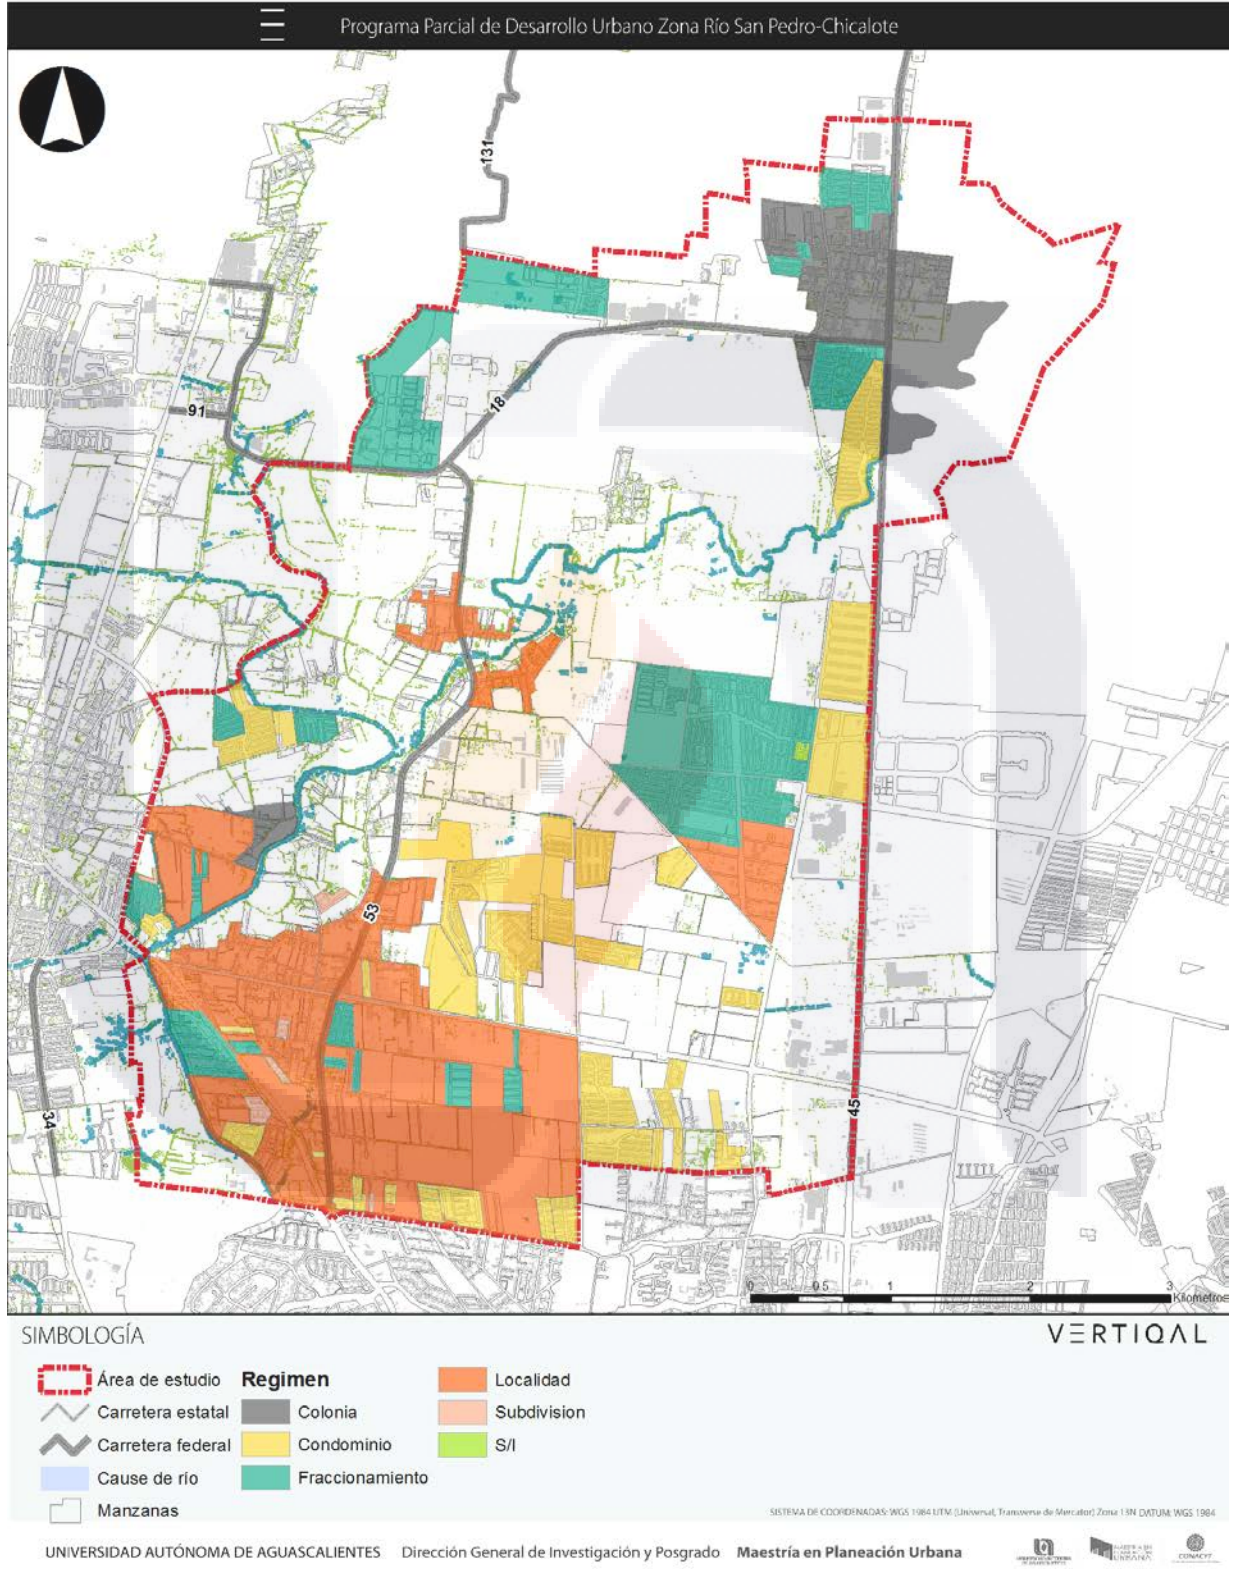 Programa Parcial de Desarrollo Urbano Zona Río San Pedro-Chicalote
131
91
18
53
34
45
0 0.5 1 2 3
Kilometros
SIMBOLOGÍA
VERTIQAL
Área de estudio
Carretera estatal
Carretera federal
Cause de río
Manzanas
Regimen
Colonia
Condominio
Fraccionamiento
Localidad
Subdivision
S/I
SISTEMA DE COORDENADAS: WGS 1984 UTM (Universal, Transverse de Mercator) Zona 13N DATUM: WGS 1984
UNIVERSIDAD AUTÓNOMA DE AGUASCALIENTES Dirección General de Investigación y Posgrado Maestría en Planeación Urbana
CONACYT